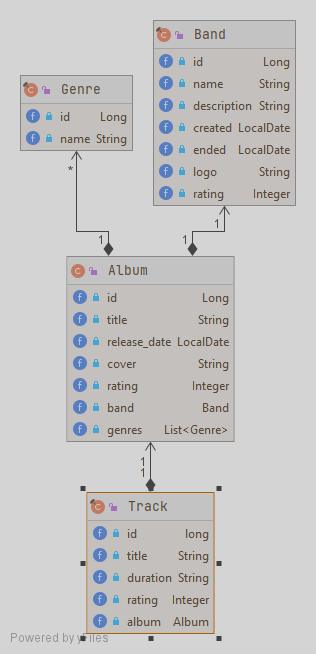 Band
id Long
name String
description String
created LocalDate
ended LocalDate
logo String
rating Integer
Genre
id Long
name String
*
1
1
1
Album
id Long
title String
release_date LocalDate
cover String
rating Integer
band Band
genres List<Genre>
1
1
Track
id long
title String
duration String
rating Integer
album Album
Powered by yFiles